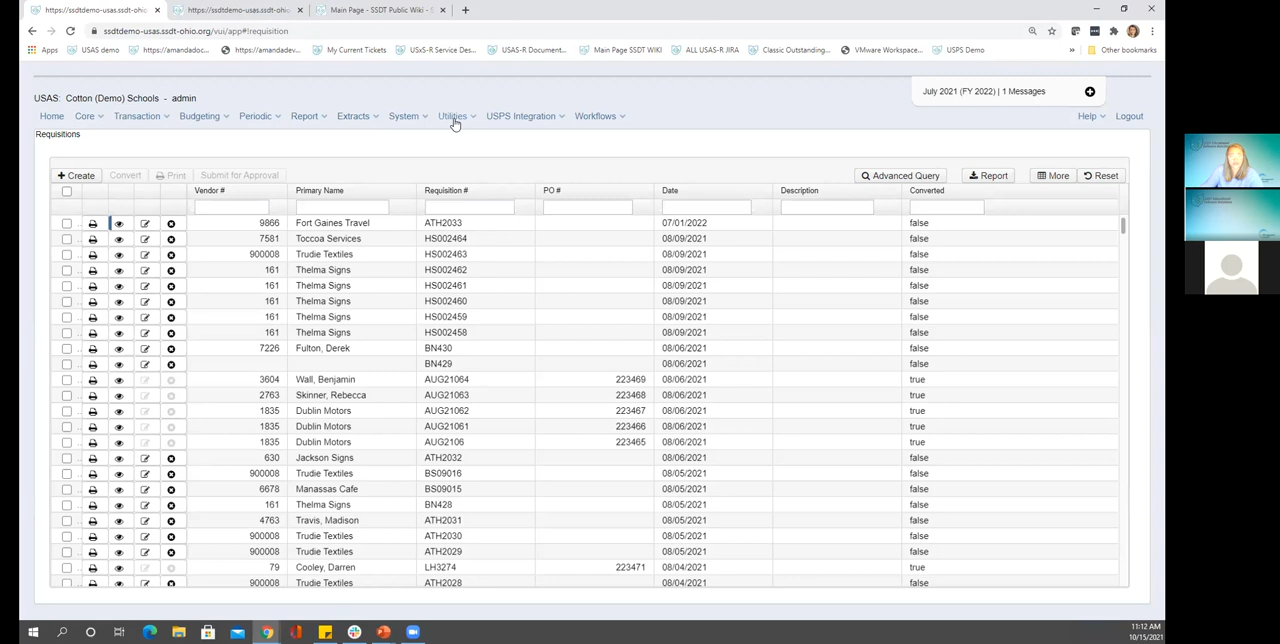 https://ssdtdemo-usas.ssdt-ohio.org/ × https://ssdtdemo-usas.ssdt-ohio.org/ × Main Page - SSDT Public Wiki - S × +
ssdtdemo-usas.ssdt-ohio.org/vui/app#!requisition
Apps USAS demo https://amandadoc... https://amandadev... My Current Tickets USxS-R Service Des... USAS-R Document... Main Page SSDT WIKI ALL USAS-R JIRA Classic Outstanding... VMware Workspace... USPS Demo » Other bookmarks
USAS: Cotton (Demo) Schools - admin
July 2021 (FY 2022) | 1 Messages
Home Core Transaction Budgeting Periodic Report Extracts System Utilities USPS Integration Workflows Help Logout
Requisitions
+ Create Convert Print Submit for Approval Advanced Query Report More Reset
Vendor # Primary Name Requisition # PO # Date Description Converted
9866 Fort Gaines Travel ATH2033 07/01/2022 false
7581 Toccoa Services HS002464 08/09/2021 false
900008 Trudie Textiles HS002463 08/09/2021 false
161 Thelma Signs HS002462 08/09/2021 false
161 Thelma Signs HS002461 08/09/2021 false
161 Thelma Signs HS002460 08/09/2021 false
161 Thelma Signs HS002459 08/09/2021 false
161 Thelma Signs HS002458 08/09/2021 false
7226 Fulton, Derek BN430 08/06/2021 false
BN429 08/06/2021 false
3604 Wall, Benjamin AUG21064 223469 08/06/2021 true
2763 Skinner, Rebecca AUG21063 223468 08/06/2021 true
1835 Dublin Motors AUG21062 223467 08/06/2021 true
1835 Dublin Motors AUG21061 223466 08/06/2021 true
1835 Dublin Motors AUG2106 223465 08/06/2021 true
630 Jackson Signs ATH2032 08/06/2021 false
900008 Trudie Textiles BS09016 08/05/2021 false
6678 Manassas Cafe BS09015 08/05/2021 false
161 Thelma Signs BN428 08/05/2021 false
4763 Travis, Madison ATH2031 08/05/2021 false
900008 Trudie Textiles ATH2030 08/05/2021 false
900008 Trudie Textiles ATH2029 08/05/2021 false
79 Cooley, Darren LH3274 223471 08/04/2021 true
900008 Trudie Textiles ATH2028 08/04/2021 false
11:12 AM
10/15/2021